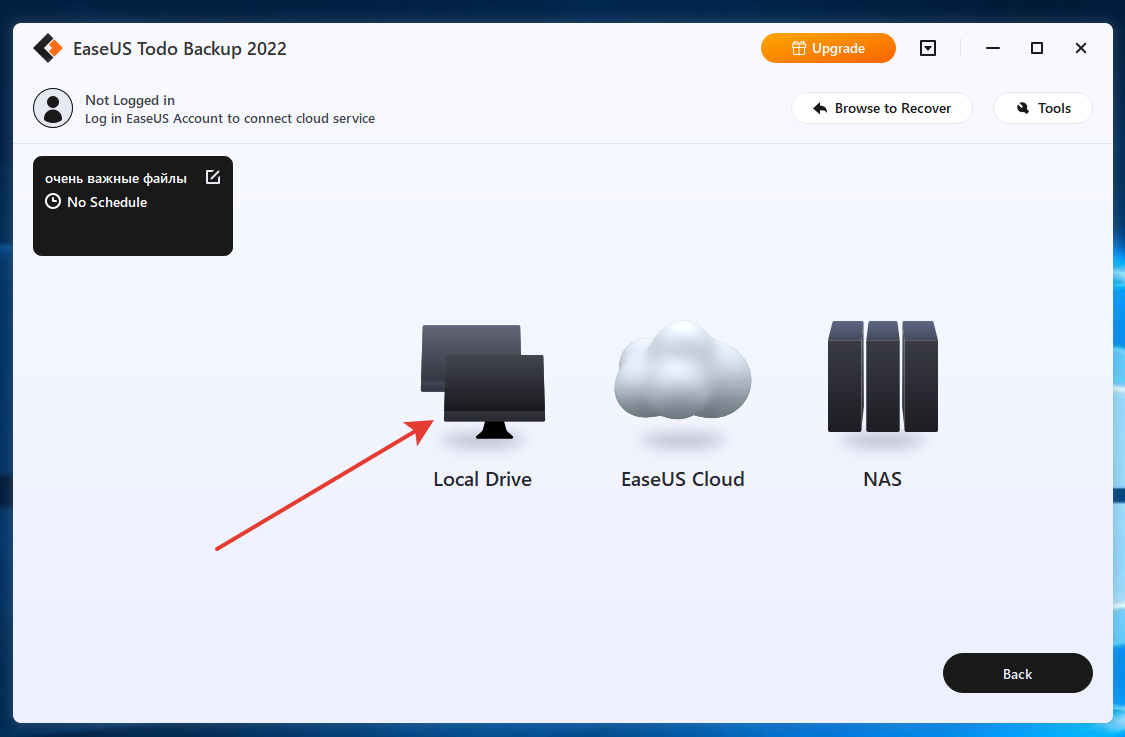 EaseUS Todo Backup 2022
Upgrade
Not Logged in
Log in EaseUS Account to connect cloud service
Browse to Recover
Tools
очень важные файлы
No Schedule
Local Drive
EaseUS Cloud
NAS
Back